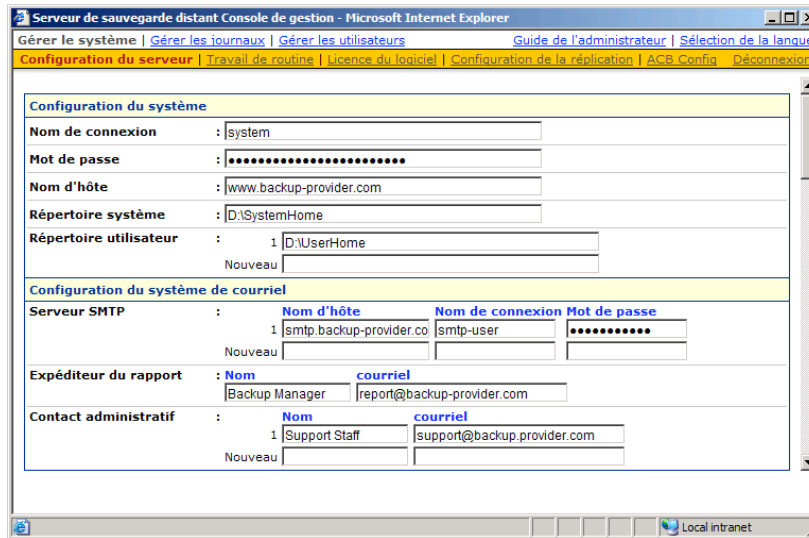 Serveur de sauvegarde distant Console de gestion - Microsoft Internet Explorer
Gérer le système | Gérer les journaux | Gérer les utilisateurs Guide de l'administrateur | Sélection de la langue
Configuration du serveur | Travail de routine | Licence du logiciel | Configuration de la réplication | ACB Config Déconnexion
Configuration du système
Nom de connexion : system
Mot de passe : ••••••••••••••••••••••••
Nom d'hôte : www.backup-provider.com
Répertoire système : D:\SystemHome
Répertoire utilisateur : 1 D:\UserHome
Nouveau
Configuration du système de courriel
Serveur SMTP : Nom d'hôte Nom de connexion Mot de passe
1 smtp.backup-provider.co smtp-user •••••••••••
Nouveau
Expéditeur du rapport : Nom courriel
Backup Manager report@backup-provider.com
Contact administratif : Nom courriel
1 Support Staff support@backup.provider.com
Nouveau
Local intranet